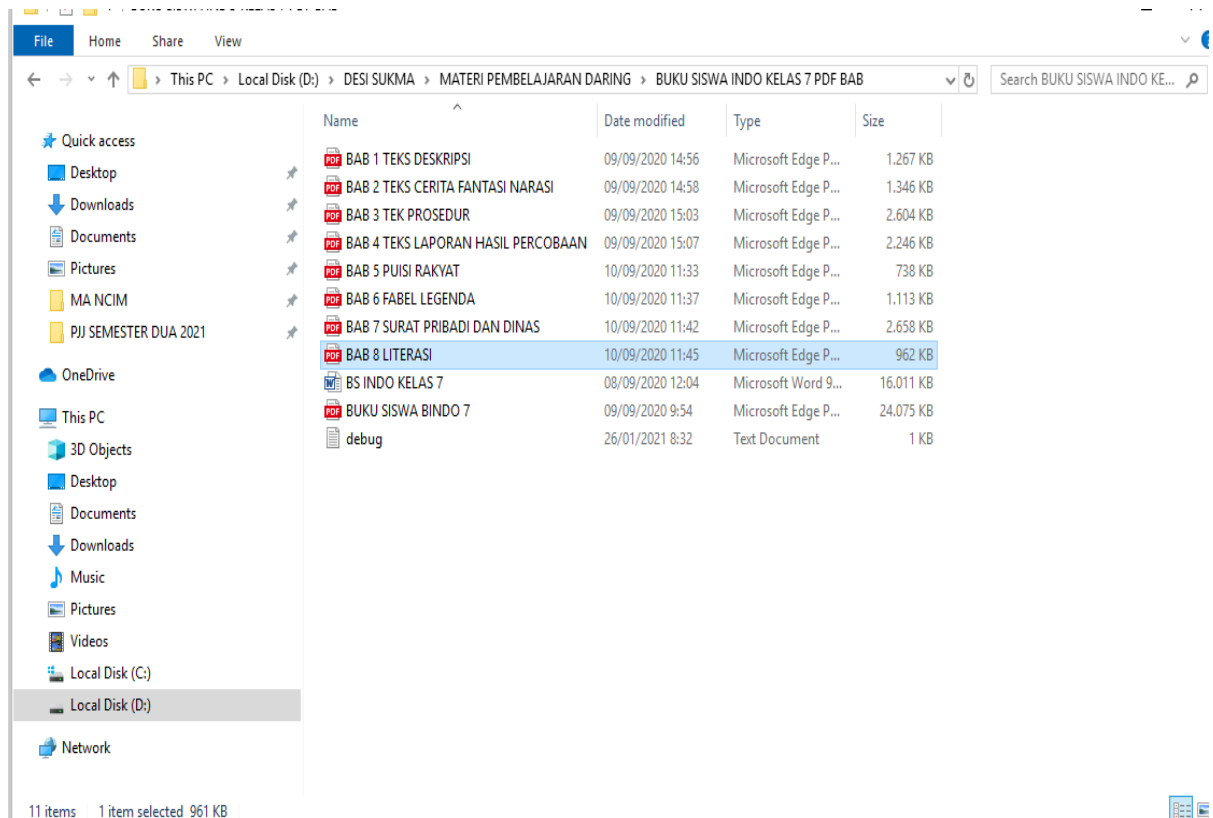 File Home Share View
This PC > Local Disk (D:) > DESI SUKMA > MATERI PEMBELAJARAN DARING > BUKU SISWA INDO KELAS 7 PDF BAB Search BUKU SISWA INDO KE...
Name Date modified Type Size
Quick access
Desktop
Downloads
Documents
Pictures
MA NCIM
PJJ SEMESTER DUA 2021
OneDrive
This PC
3D Objects
Desktop
Documents
Downloads
Music
Pictures
Videos
Local Disk (C:)
Local Disk (D:)
Network
BAB 1 TEKS DESKRIPSI 09/09/2020 14:56 Microsoft Edge P... 1.267 KB
BAB 2 TEKS CERITA FANTASI NARASI 09/09/2020 14:58 Microsoft Edge P... 1.346 KB
BAB 3 TEK PROSEDUR 09/09/2020 15:03 Microsoft Edge P... 2.604 KB
BAB 4 TEKS LAPORAN HASIL PERCOBAAN 09/09/2020 15:07 Microsoft Edge P... 2.246 KB
BAB 5 PUISI RAKYAT 10/09/2020 11:33 Microsoft Edge P... 738 KB
BAB 6 FABEL LEGENDA 10/09/2020 11:37 Microsoft Edge P... 1.113 KB
BAB 7 SURAT PRIBADI DAN DINAS 10/09/2020 11:42 Microsoft Edge P... 2.658 KB
BAB 8 LITERASI 10/09/2020 11:45 Microsoft Edge P... 962 KB
BS INDO KELAS 7 08/09/2020 12:04 Microsoft Word 9... 16.011 KB
BUKU SISWA BINDO 7 09/09/2020 9:54 Microsoft Edge P... 24.075 KB
debug 26/01/2021 8:32 Text Document 1 KB
11 items 1 item selected 961 KB